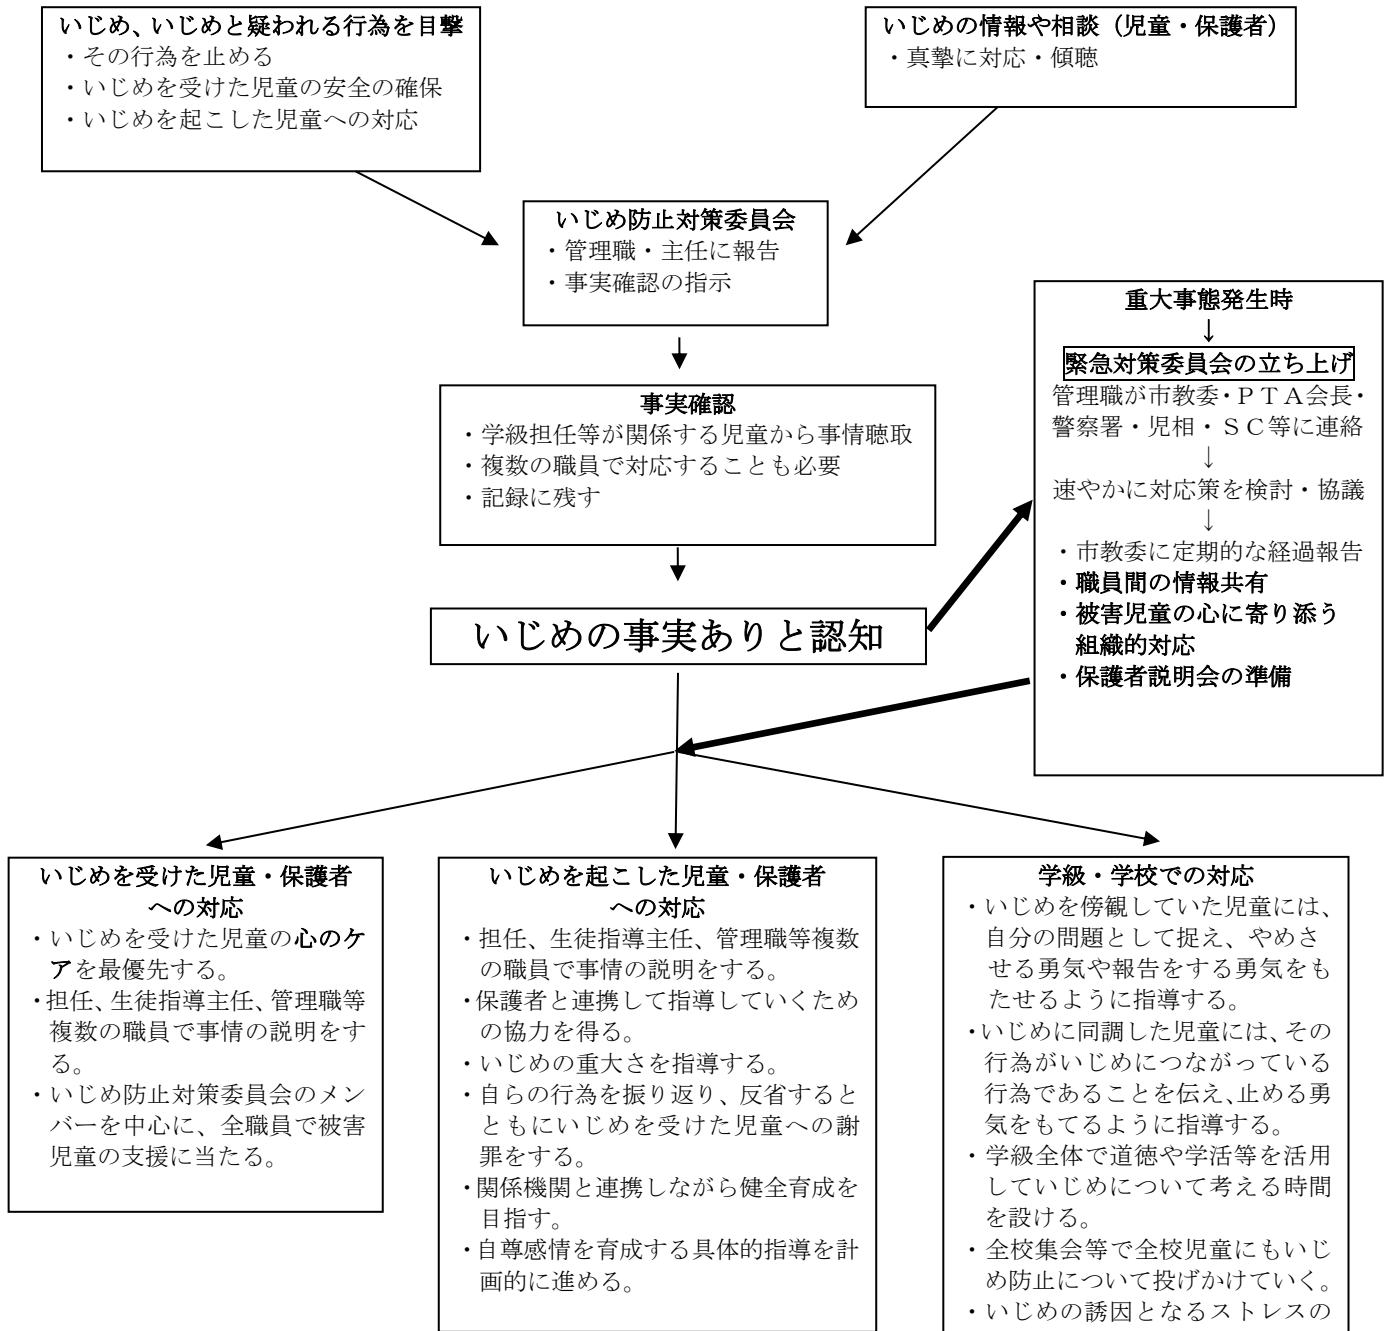 いじめ、いじめと疑われる行為を目撃
・その行為を止める
・いじめを受けた児童の安全の確保
・いじめを起こした児童への対応
いじめの情報や相談（児童・保護者）
・真摯に対応・傾聴
いじめ防止対策委員会
・管理職・主任に報告
・事実確認の指示
事実確認
・学級担任等が関係する児童から事情聴取
・複数の職員で対応することも必要
・記録に残す
いじめの事実ありと認知
重大事態発生時
↓
緊急対策委員会の立ち上げ
管理職が市教委・ＰＴＡ会長・
警察署・児相・ＳＣ等に連絡
↓
速やかに対応策を検討・協議
↓
・市教委に定期的な経過報告
・職員間の情報共有
・被害児童の心に寄り添う
組織的対応
・保護者説明会の準備
いじめを受けた児童・保護者
への対応
・いじめを受けた児童の心のケ
アを最優先する。
・担任、生徒指導主任、管理職等
複数の職員で事情の説明をす
る。
・いじめ防止対策委員会のメン
バーを中心に、全職員で被害
児童の支援に当たる。
いじめを起こした児童・保護者
への対応
・担任、生徒指導主任、管理職等複数
の職員で事情の説明をする。
・保護者と連携して指導していくため
の協力を得る。
・いじめの重大さを指導する。
・自らの行為を振り返り、反省すると
ともにいじめを受けた児童への謝
罪をする。
・関係機関と連携しながら健全育成を
目指す。
・自尊感情を育成する具体的指導を計
画的に進める。
学級・学校での対応
・いじめを傍観していた児童には、
自分の問題として捉え、やめさ
せる勇気や報告をする勇気をも
たせるように指導する。
・いじめに同調した児童には、その
行為がいじめにつながっている
行為であることを伝え、止める勇
気をもてるように指導する。
・学級全体で道徳や学活等を活用
していじめについて考える時間
を設ける。
・全校集会等で全校児童にもいじ
め防止について投げかけていく。
・いじめの誘因となるストレスの